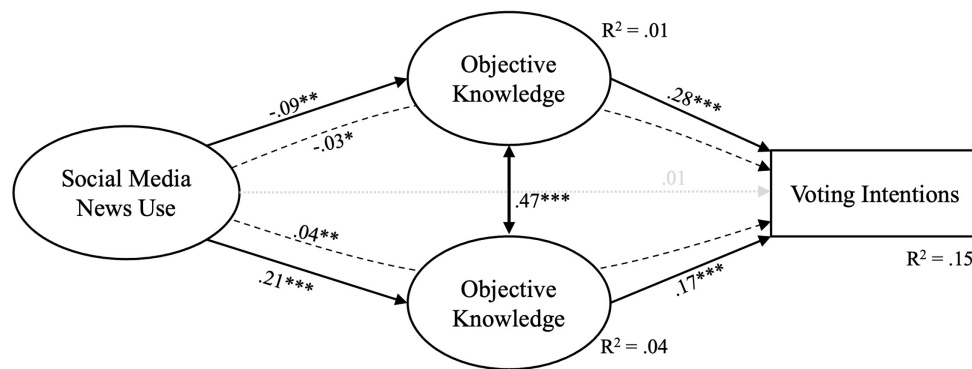 R² = .01
Objective
Knowledge
-.09**
.28***
-.03*
Social Media
News Use
.01
.47***
Voting Intentions
.04**
.21***
Objective
Knowledge
.17***
R² = .15
R² = .04